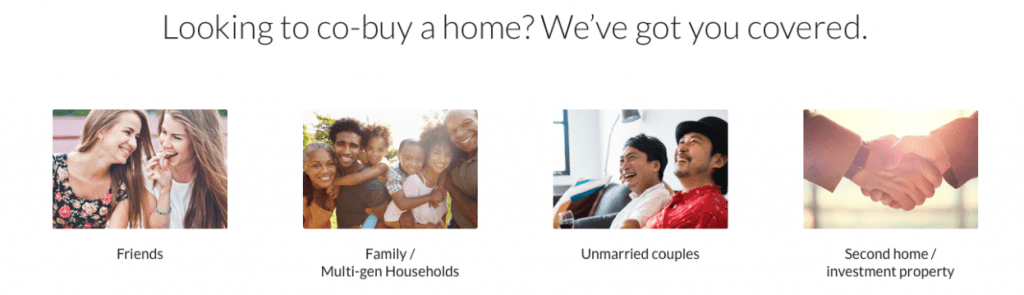 Looking to co-buy a home? We’ve got you covered.
Friends
Family /
Multi-gen Households
Unmarried couples
Second home /
investment property